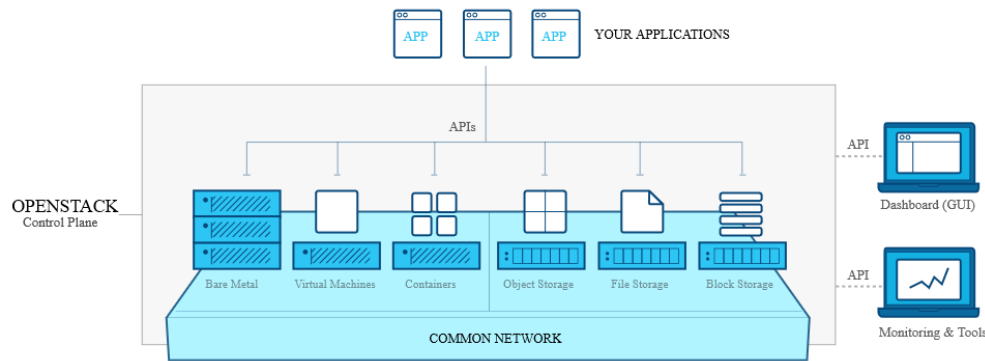 APP
APP
APP
YOUR APPLICATIONS
APIs
API
OPENSTACK
Control Plane
Dashboard (GUI)
Bare Metal
Virtual Machines
Containers
Object Storage
File Storage
Block Storage
API
COMMON NETWORK
Monitoring & Tools